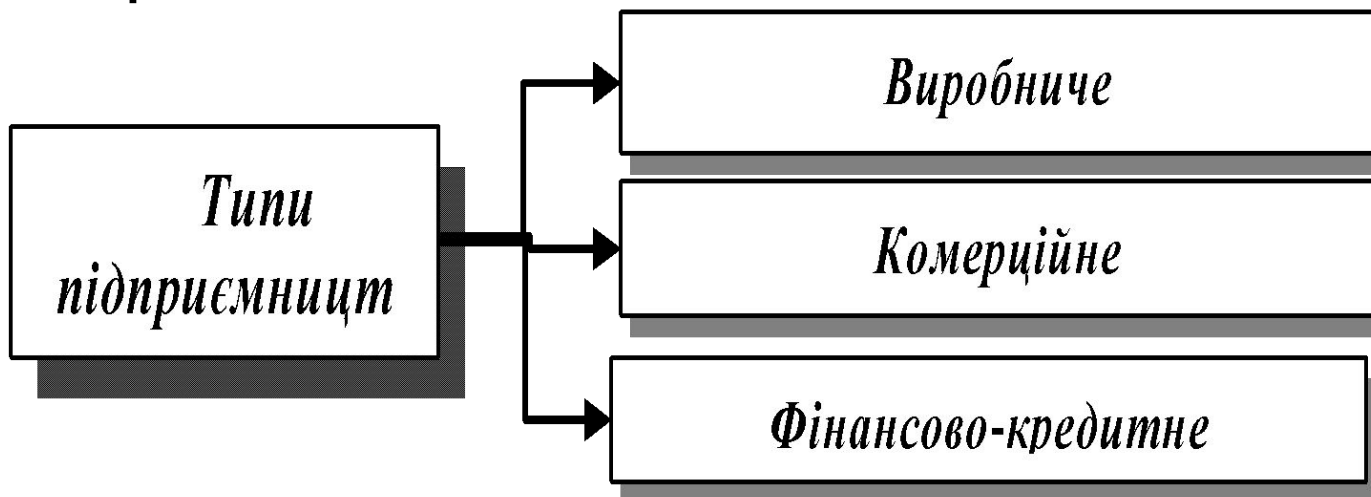 Типи
підприємницт
Виробниче
Комерційне
Фінансово-кредитне